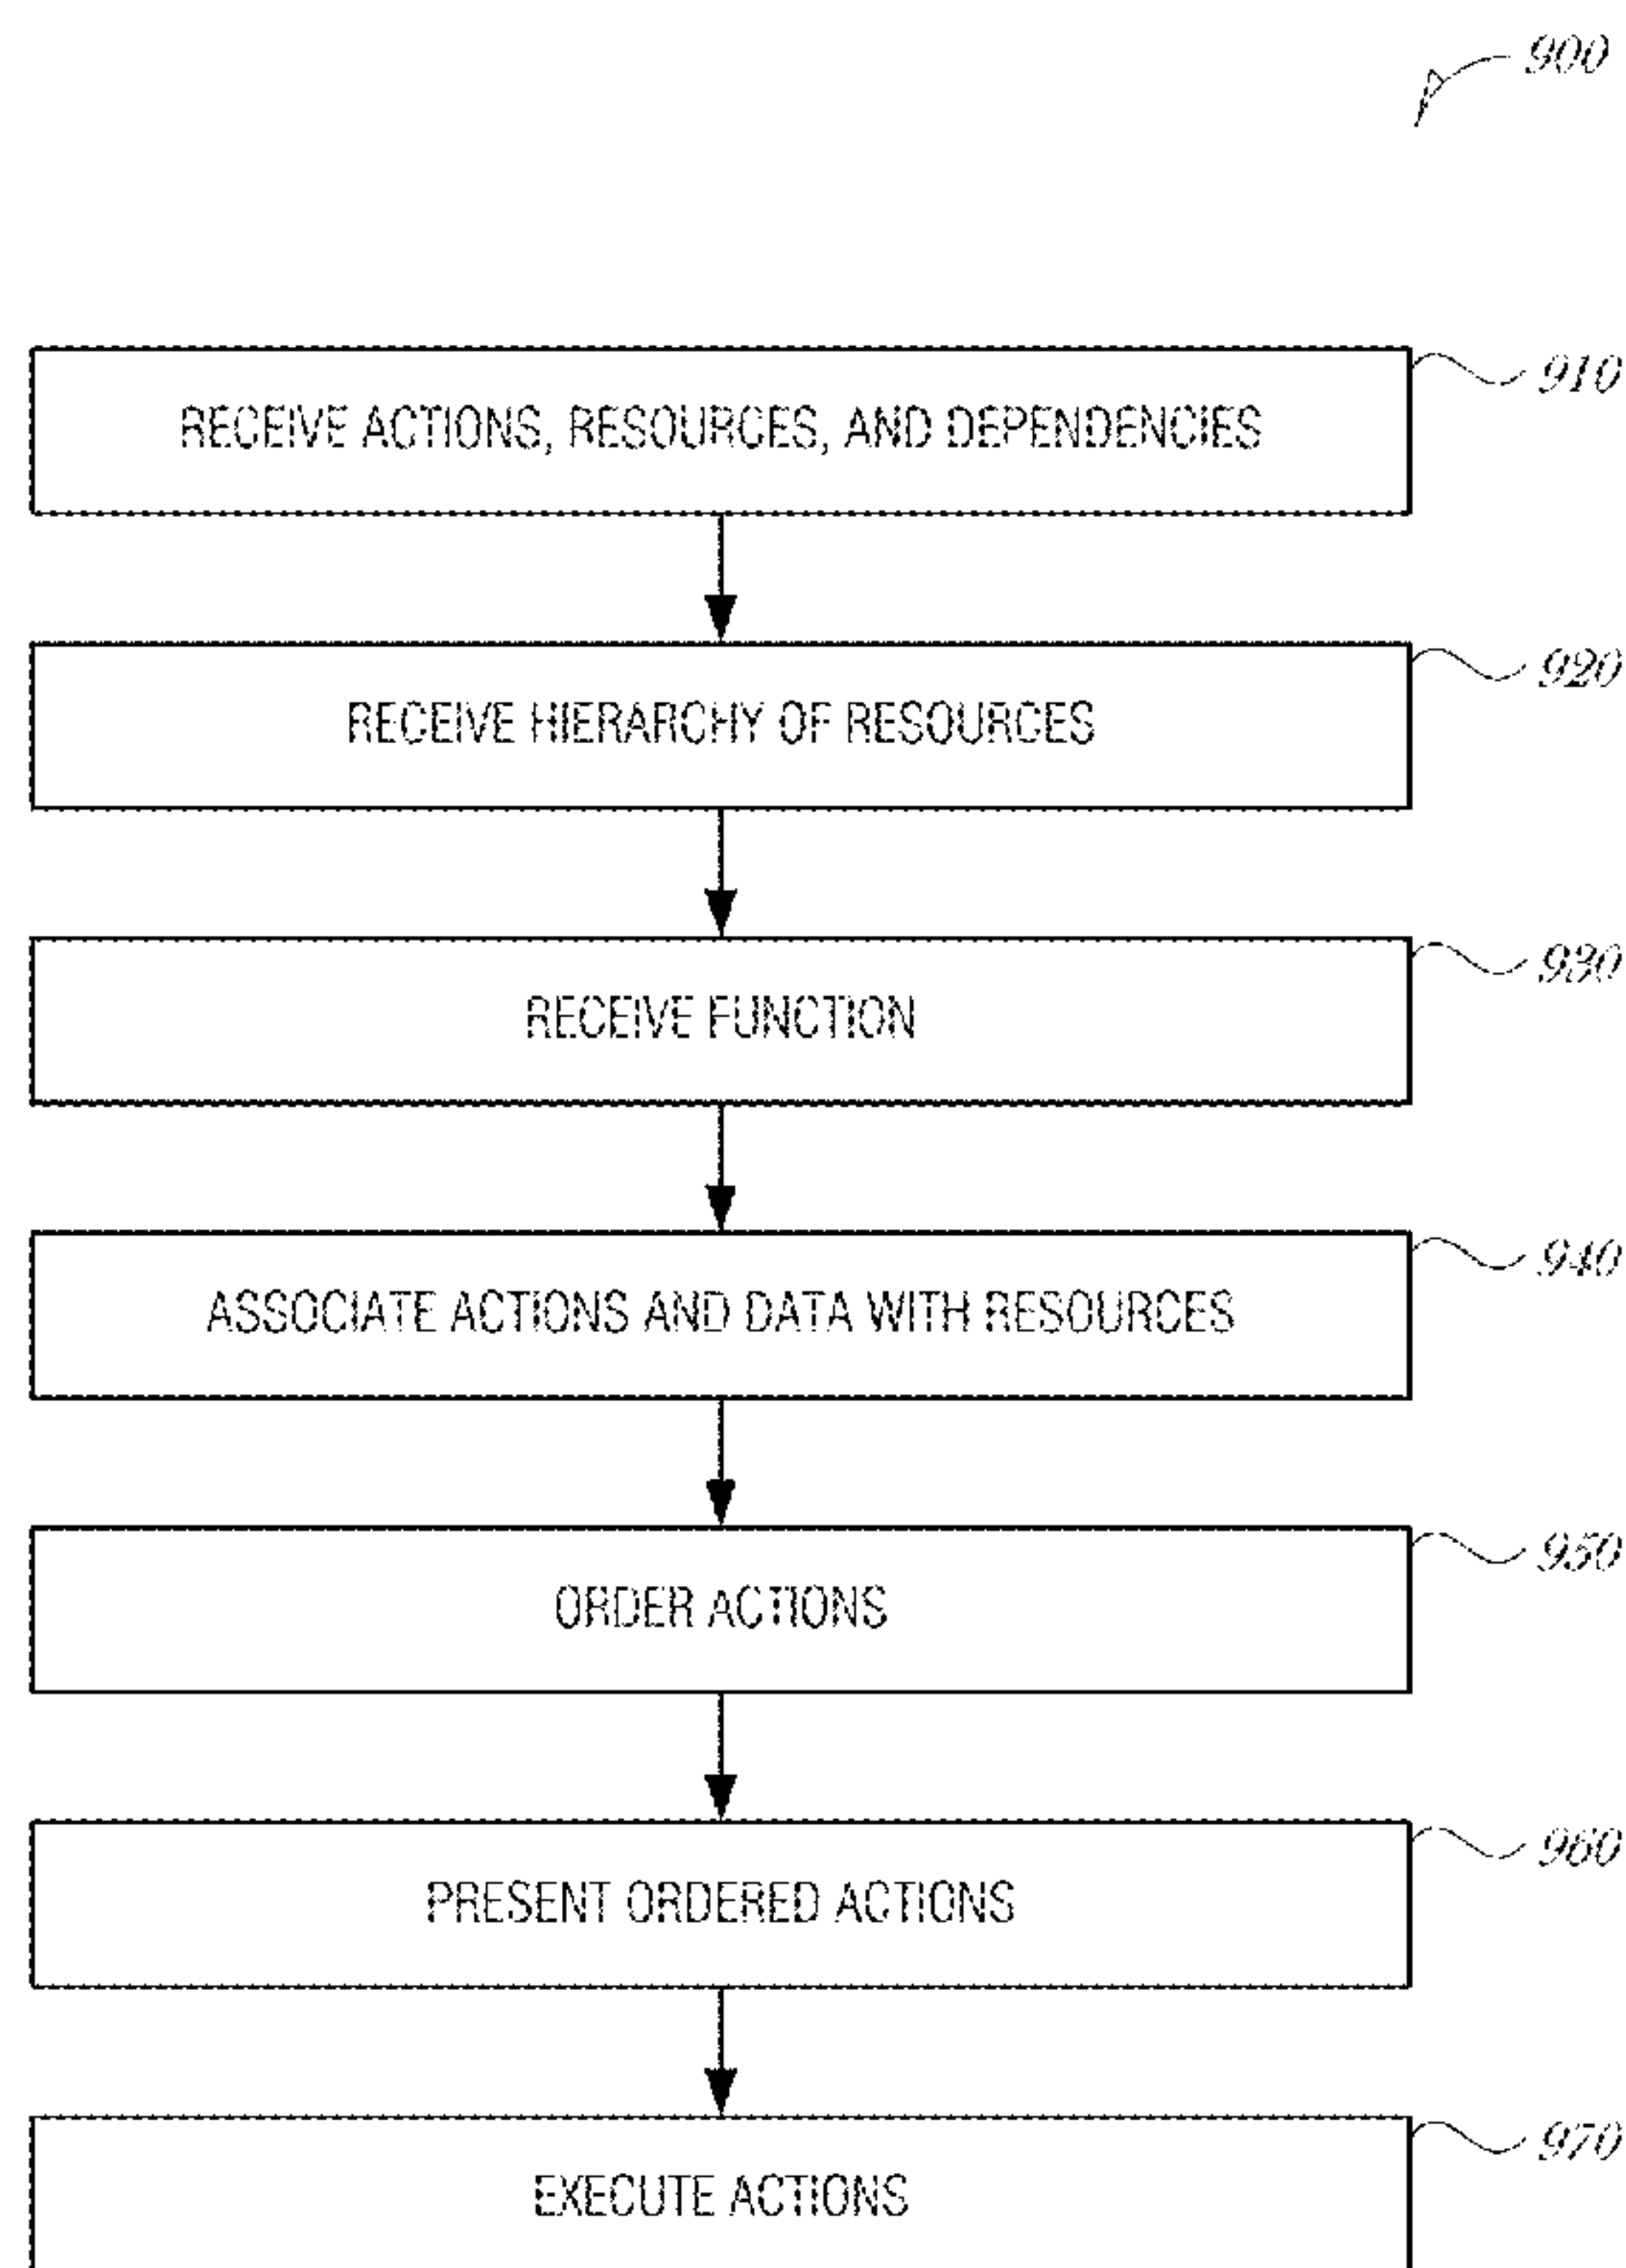 900
RECEIVE ACTIONS, RESOURCES, AND DEPENDENCIES
910
RECEIVE HIERARCHY OF RESOURCES
920
RECEIVE FUNCTION
930
ASSOCIATE ACTIONS AND DATA WITH RESOURCES
940
ORDER ACTIONS
950
PRESENT ORDERED ACTIONS
960
EXECUTE ACTIONS
970